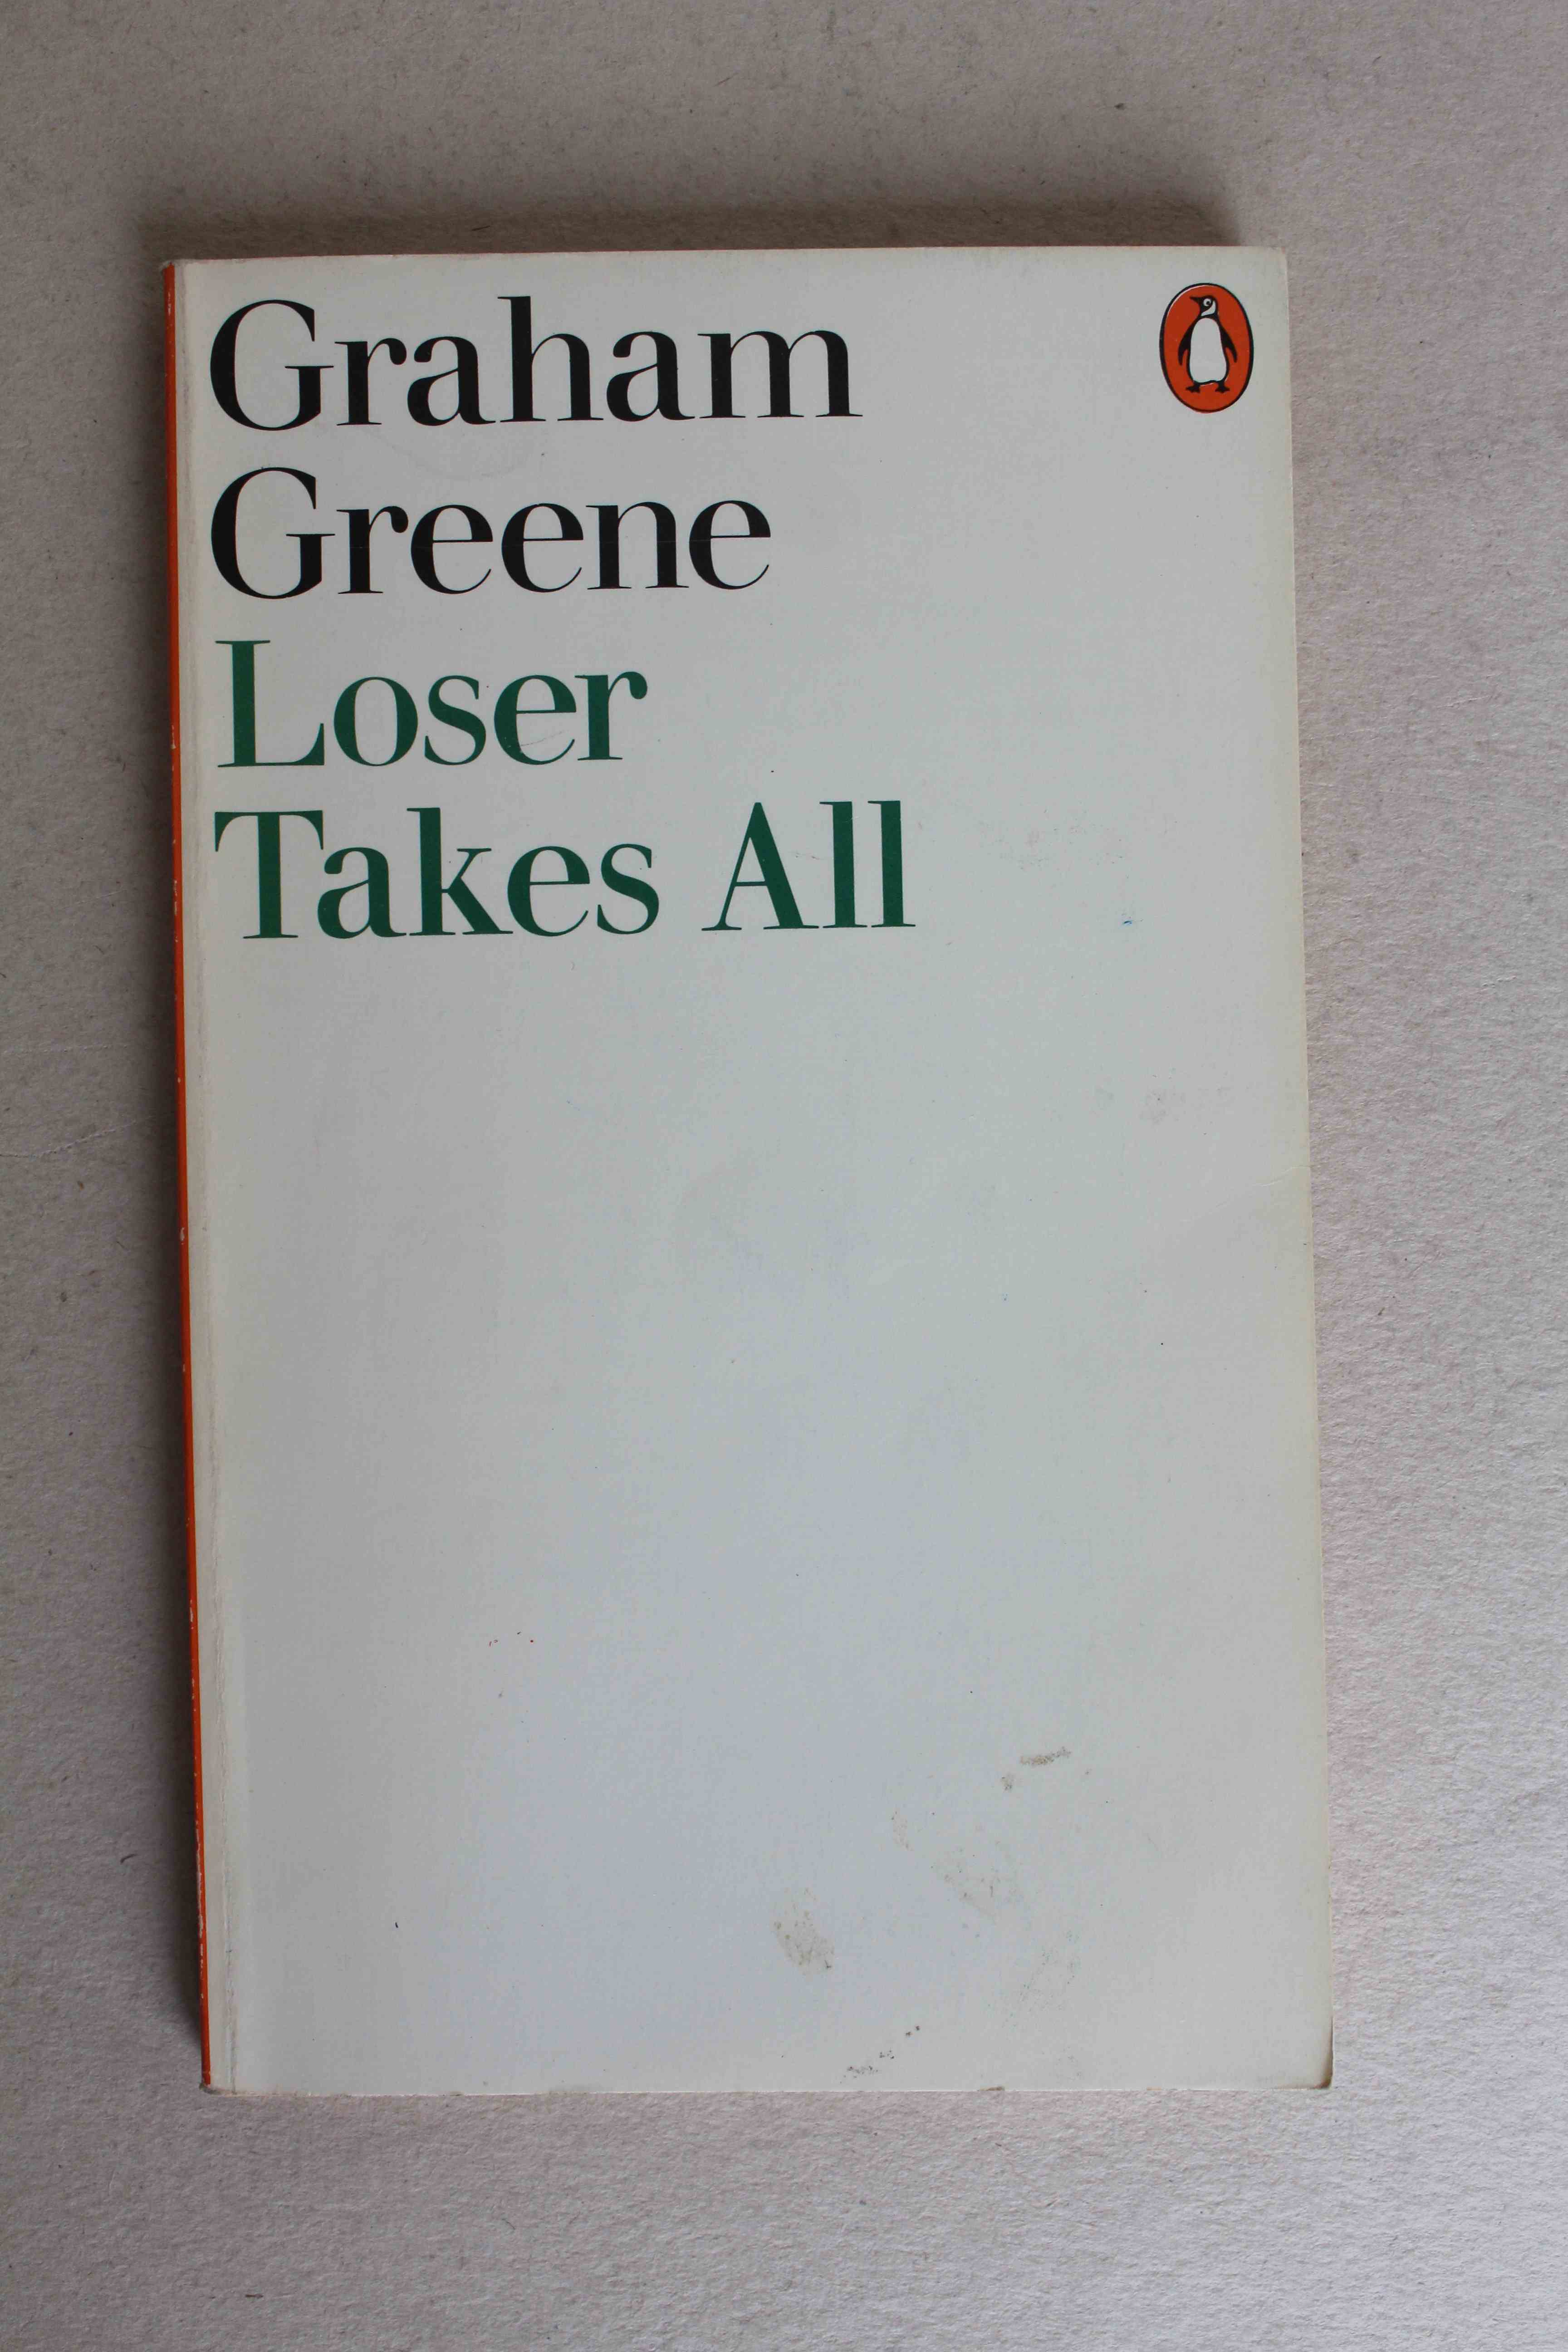 Graham
Greene
Loser
Takes All